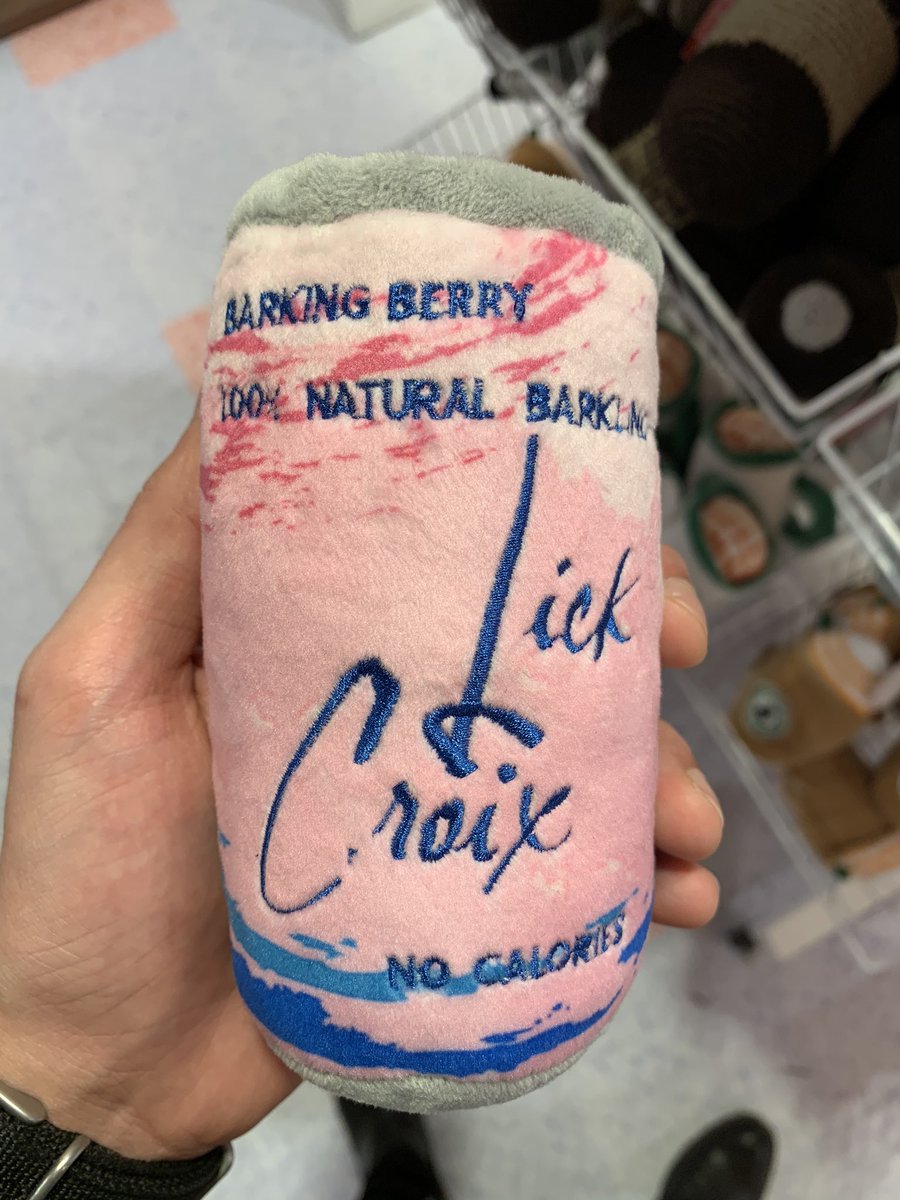 BARKING BERRY
100% NATURAL BARKING
Lick
Croix
NO CALORIES